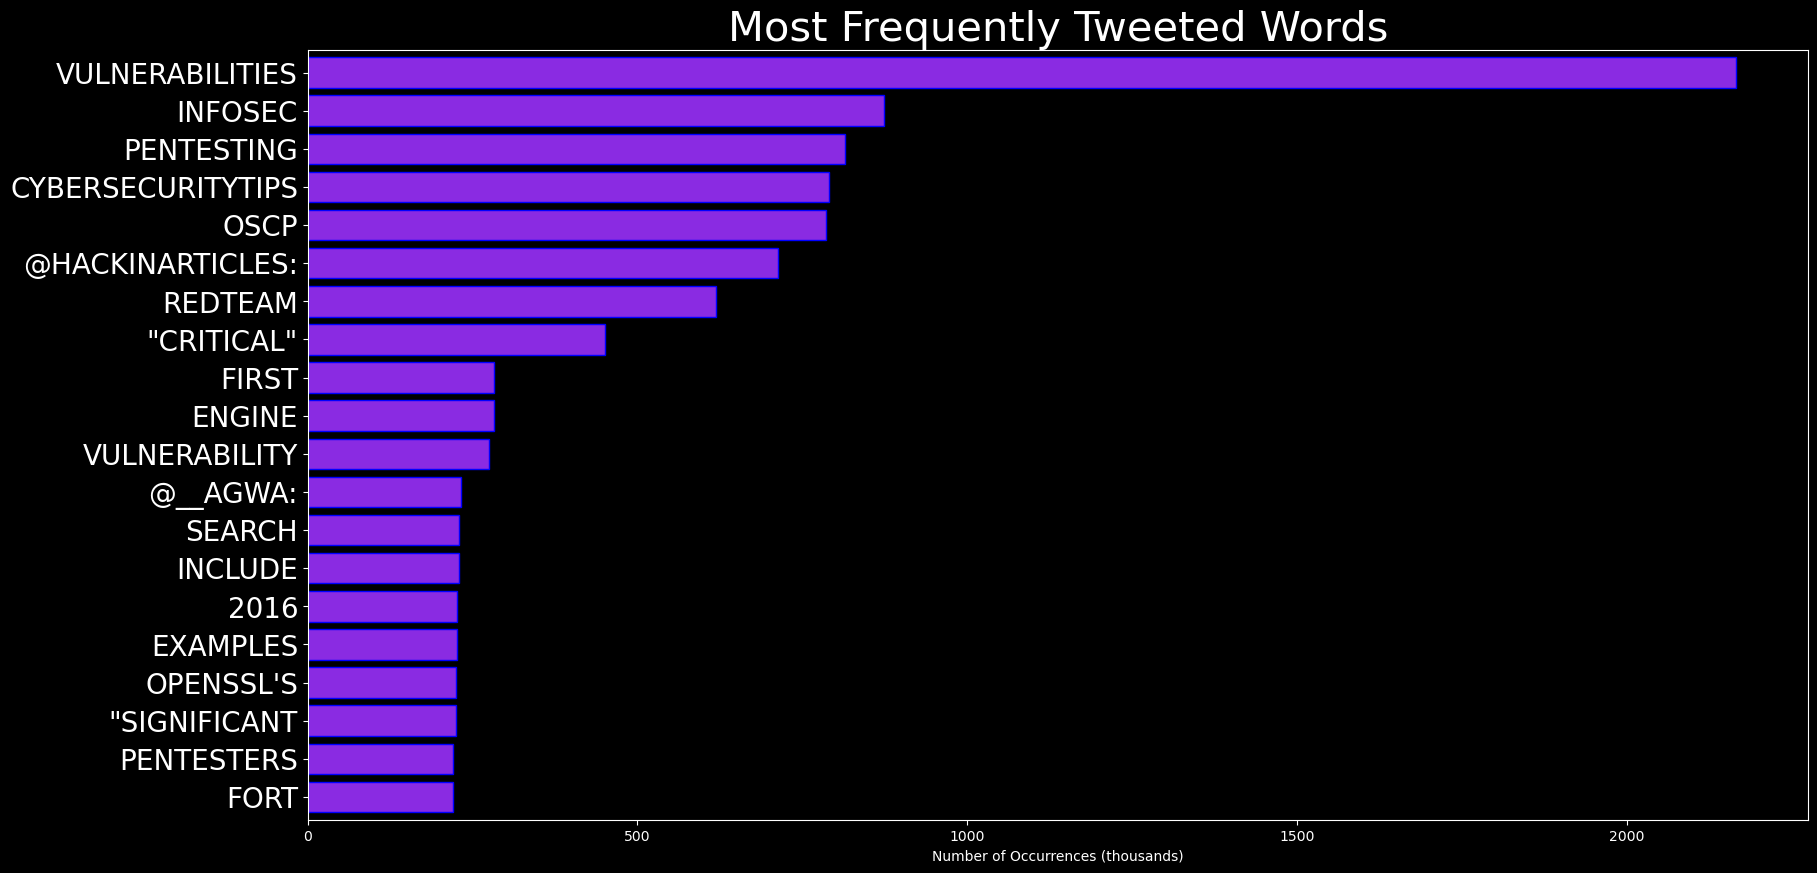 Most Frequently Tweeted Words
VULNERABILITIES
INFOSEC
PENTESTING
CYBERSECURITYTIPS
OSCP
@HACKINARTICLES:
REDTEAM
"CRITICAL"
FIRST
ENGINE
VULNERABILITY
@__AGWA:
SEARCH
INCLUDE
2016
EXAMPLES
OPENSSL'S
"SIGNIFICANT
PENTESTERS
FORT
0 500 1000 1500 2000
Number of Occurrences (thousands)